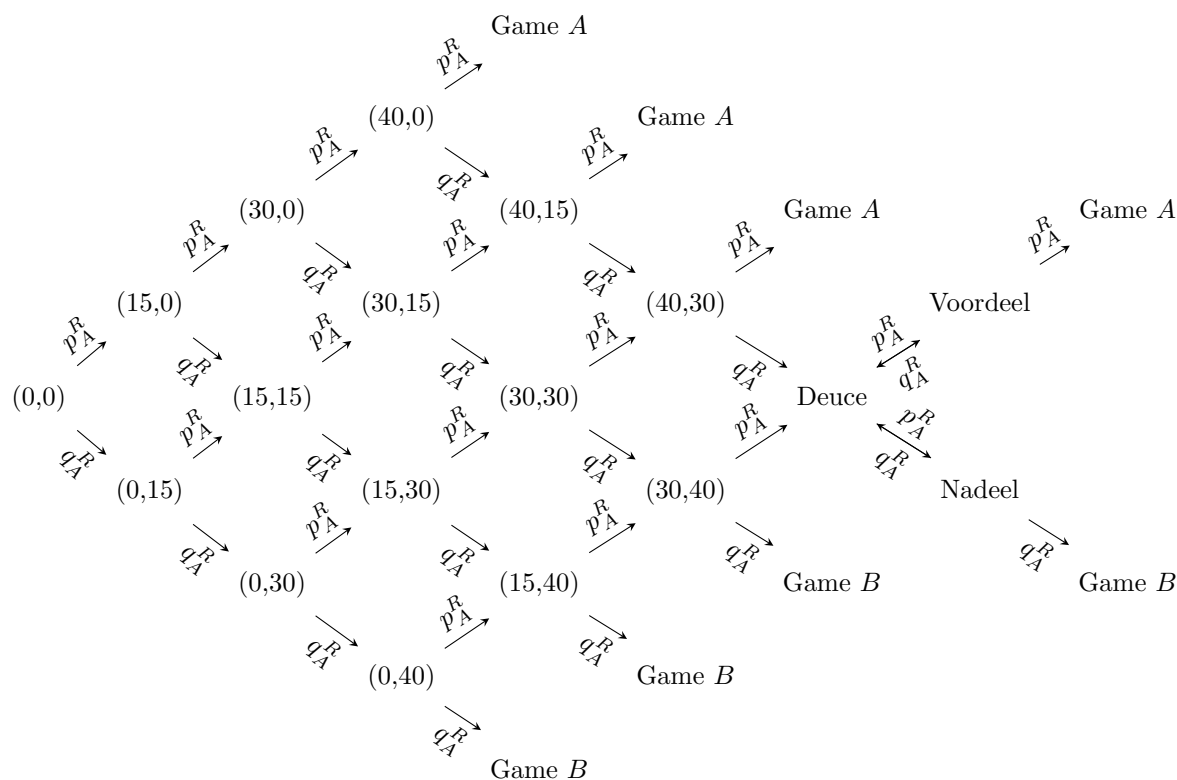 Game A
p_A^R
(40,0)
Game A
p_A^R
q_A^R
p_A^R
(30,0)
(40,15)
Game A
Game A
p_A^R
q_A^R
p_A^R
q_A^R
p_A^R
p_A^R
(15,0)
(30,15)
(40,30)
Voordeel
p_A^R
q_A^R
p_A^R
q_A^R
p_A^R
q_A^R
p_A^R
q_A^R
(0,0)
(15,15)
(30,30)
Deuce
q_A^R
p_A^R
q_A^R
p_A^R
q_A^R
p_A^R
p_A^R
q_A^R
(0,15)
(15,30)
(30,40)
Nadeel
q_A^R
p_A^R
q_A^R
p_A^R
q_A^R
q_A^R
(0,30)
(15,40)
Game B
Game B
q_A^R
p_A^R
q_A^R
(0,40)
Game B
q_A^R
Game B